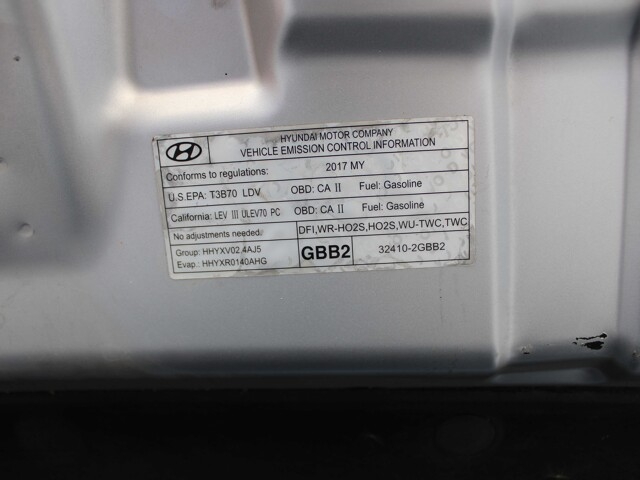 HYUNDAI MOTOR COMPANY
VEHICLE EMISSION CONTROL INFORMATION
Conforms to regulations: 2017 MY
U.S.EPA: T3B70 LDV OBD: CA II Fuel: Gasoline
California: LEV III ULEV70 PC OBD: CA II Fuel: Gasoline
No adjustments needed. DFI,WR-HO2S,HO2S,WU-TWC,TWC
Group: HHYXV02.4AJ5
Evap.: HHYXR0140AHG
GBB2 32410-2GBB2